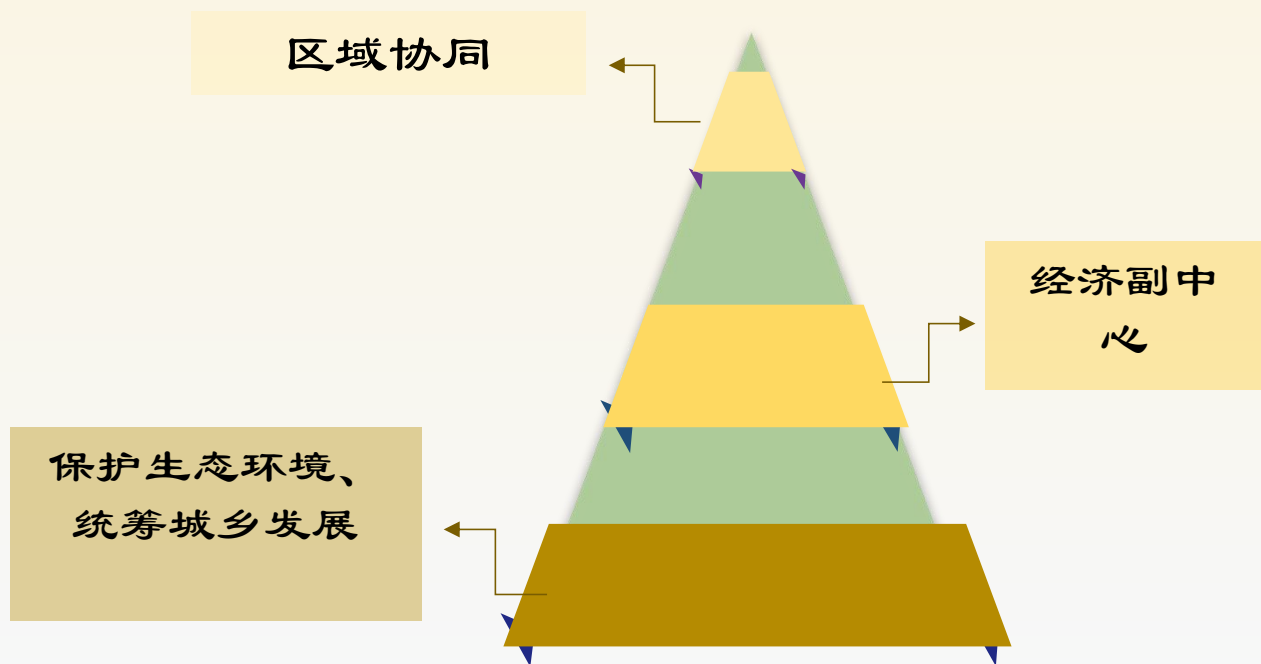 区域协同
经济副中
心
保护生态环境、
统筹城乡发展